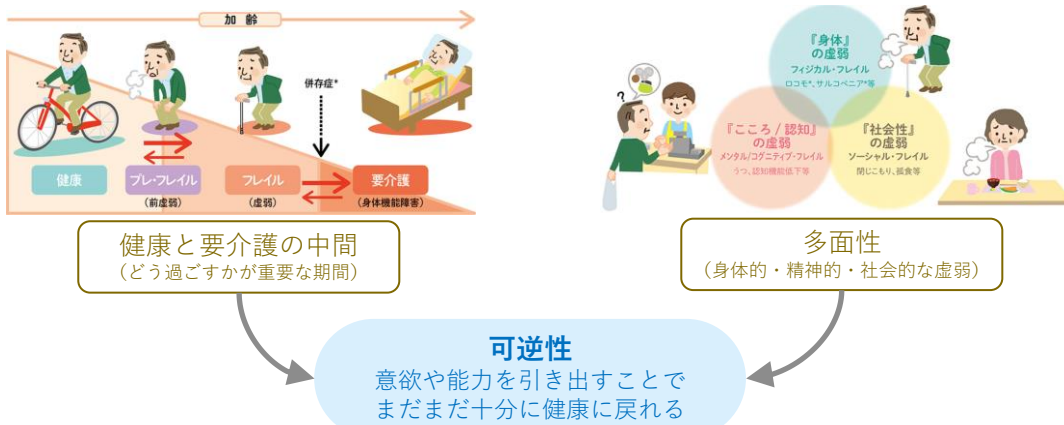 加 齢
併存症*
健康
プレ・フレイル
(前虚弱)
フレイル
(虚弱)
要介護
(身体機能障害)
『身体』
の虚弱
フィジカル・フレイル
ロコモ*、サルコペニア*等
?
『こころ / 認知』
の虚弱
メンタル/コグニティブ・フレイル
うつ、認知機能低下等
『社会性』
の虚弱
ソーシャル・フレイル
閉じこもり、孤食等
健康と要介護の中間
(どう過ごすかが重要な期間)
多面性
(身体的・精神的・社会的な虚弱)
可逆性
意欲や能力を引き出すことで
まだまだ十分に健康に戻れる